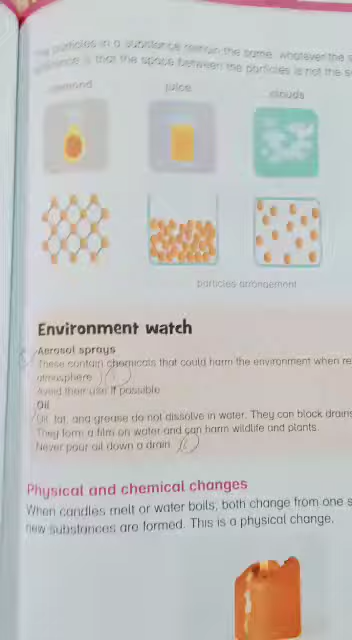 particles in a substance remain the same, whatever the s
is that the space between the particles is not the s
juice
clouds
particles arrangement
Environment watch
Aerosol sprays
These contain chemicals that could harm the environment when re
atmosphere.
Avoid their use if possible
Oil
Oil, fat, and grease do not dissolve in water. They can block drains
They form a film on water and can harm wildlife and plants.
Never pour oil down a drain.
Physical and chemical changes
When candles melt or water boils, both change from one s
new substances are formed. This is a physical change.